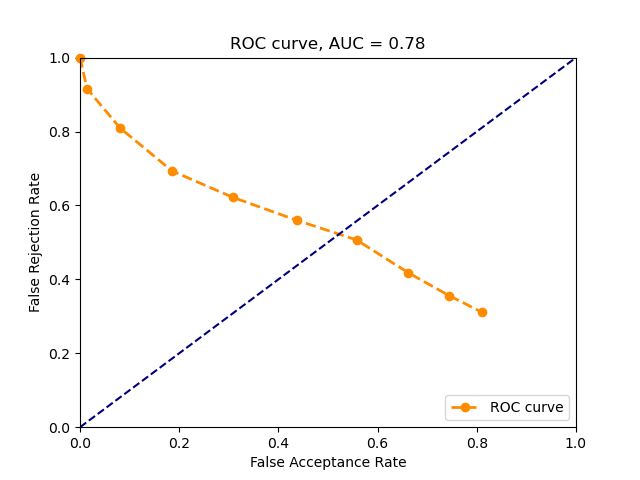 ROC curve, AUC = 0.78
1.0
0.8
0.6
0.4
0.2
0.0
False Rejection Rate
ROC curve
0.0 0.2 0.4 0.6 0.8 1.0
False Acceptance Rate